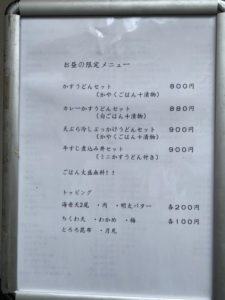 お昼の限定メニュー
かすうどんセット 800円
(かやくごはん+漬物)
カレーかすうどんセット 880円
(白ごはん+漬物)
天ぷら冷しぶっかけうどんセット 900円
(かやくごはん+漬物)
牛すじ煮込み丼セット 900円
(ミニかすうどん付き)
ごはん大盛無料!!
トッピング
海老天2尾 ・肉 ・明太バター 各200円
ちくわ天 ・わかめ ・梅 各100円
とろろ昆布 ・月見